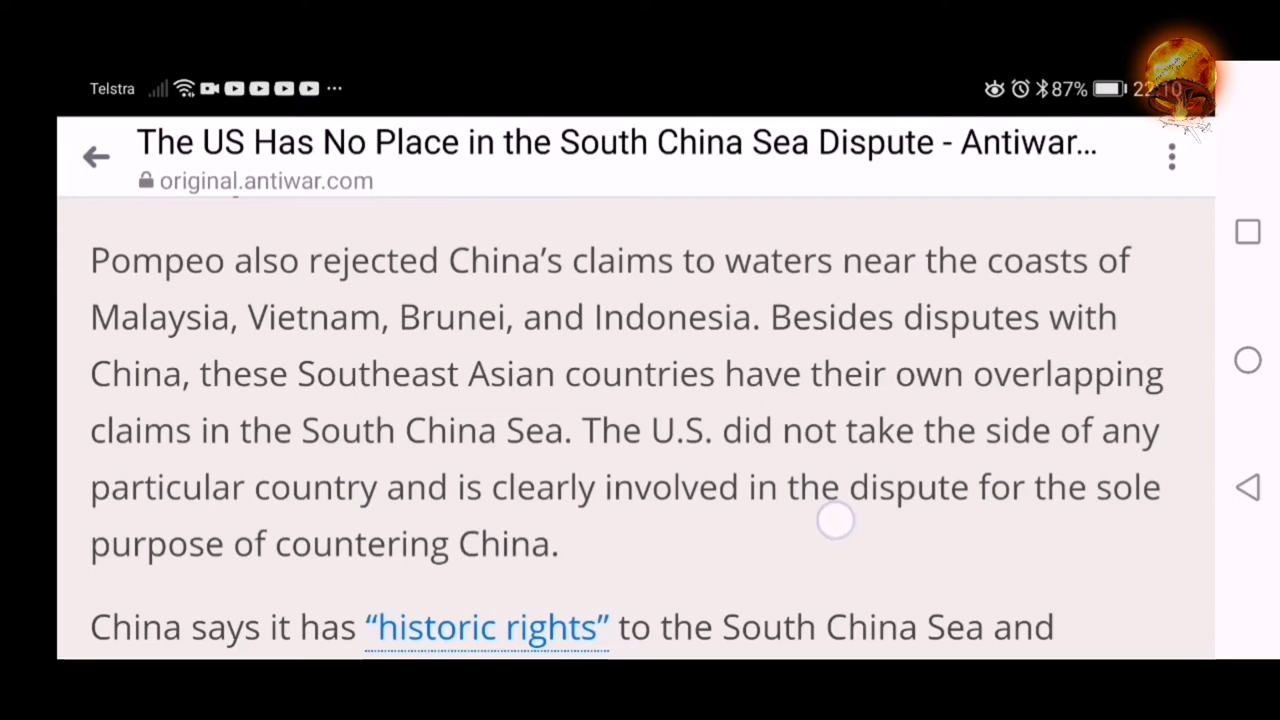 Telstra 87% 22:10
The US Has No Place in the South China Sea Dispute - Antiwar...
original.antiwar.com
Pompeo also rejected China’s claims to waters near the coasts of
Malaysia, Vietnam, Brunei, and Indonesia. Besides disputes with
China, these Southeast Asian countries have their own overlapping
claims in the South China Sea. The U.S. did not take the side of any
particular country and is clearly involved in the dispute for the sole
purpose of countering China.
China says it has “historic rights” to the South China Sea and